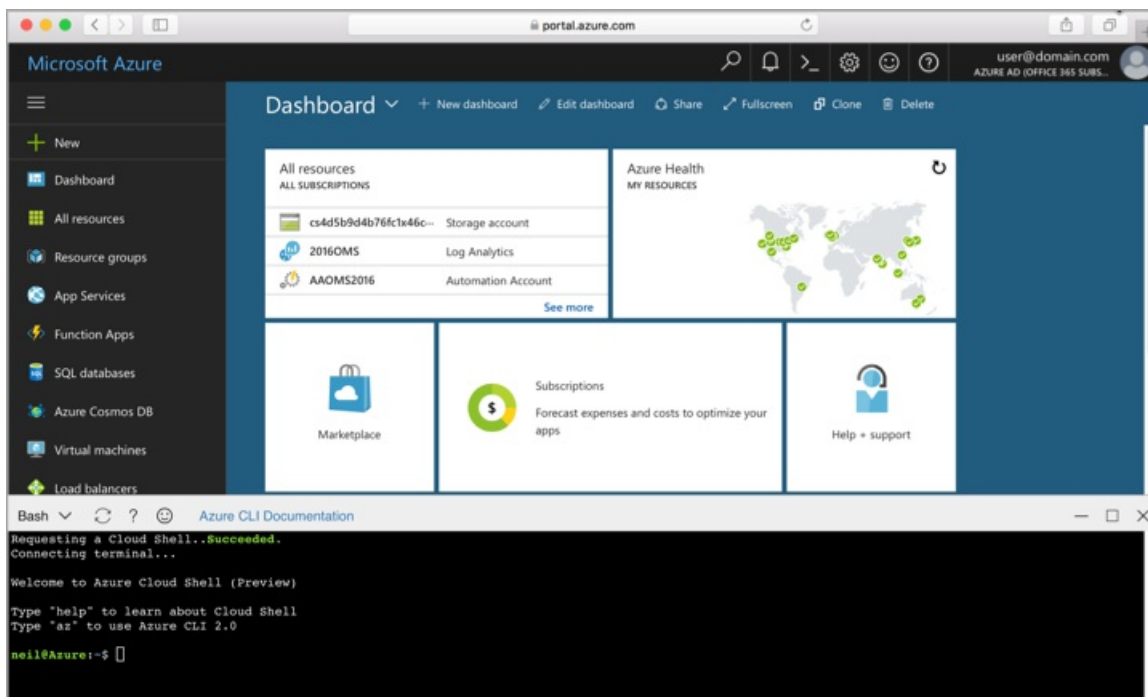 portal.azure.com
Microsoft Azure
user@domain.com
AZURE AD (OFFICE 365 SUBS...
Dashboard
+ New dashboard
Edit dashboard
Share
Fullscreen
Clone
Delete
New
Dashboard
All resources
Resource groups
App Services
Function Apps
SQL databases
Azure Cosmos DB
Virtual machines
Load balancers
All resources
ALL SUBSCRIPTIONS
cs4d5b9d4b76fc1x46c... Storage account
2016OMS Log Analytics
AAOMS2016 Automation Account
See more
Azure Health
MY RESOURCES
Marketplace
$
Subscriptions
Forecast expenses and costs to optimize your
apps
Help + support
Bash ? Azure CLI Documentation
Requesting a Cloud Shell..Succeeded.
Connecting terminal...
Welcome to Azure Cloud Shell (Preview)
Type "help" to learn about Cloud Shell
Type "az" to use Azure CLI 2.0
neil@Azure:~$